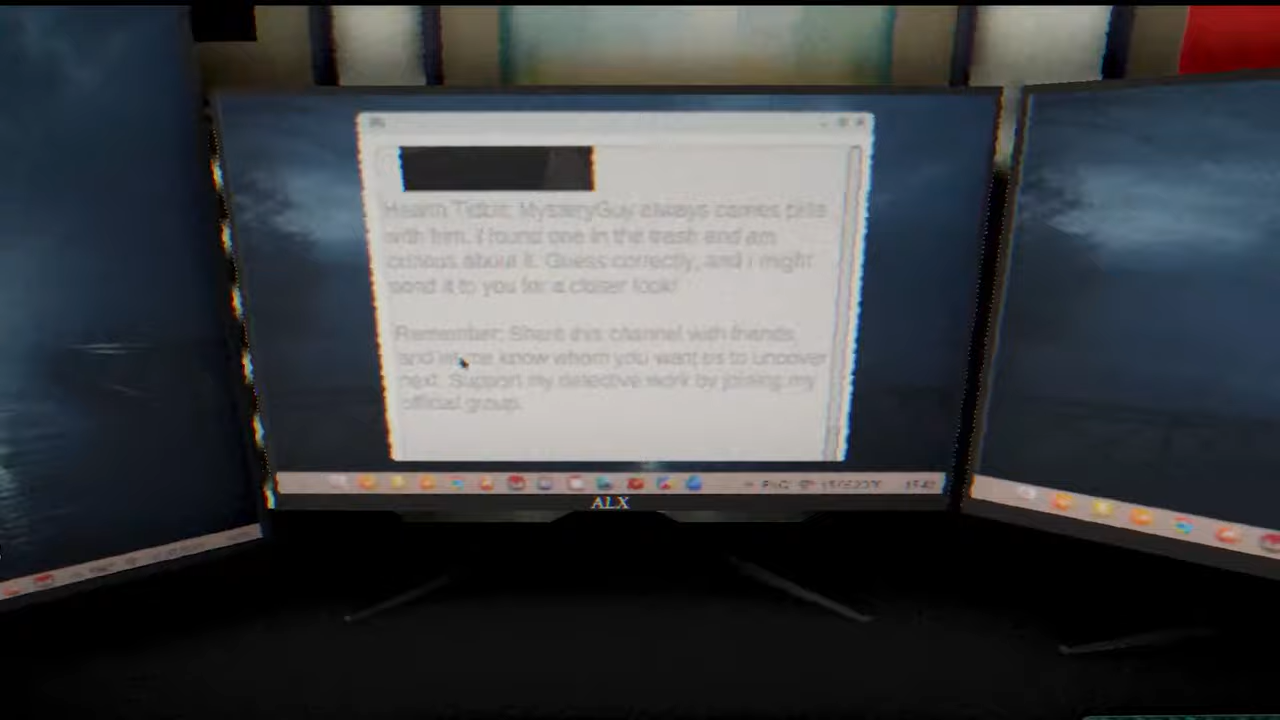 Health Tidbit: MysteryGuy always carries pills
with him. I found one in the trash and am
curious about it. Guess correctly, and I might
send it to you for a closer look!
Remember: Share this channel with friends
and let me know whom you want us to uncover
next. Support my detective work by joining my
official group.
ENG
ALX